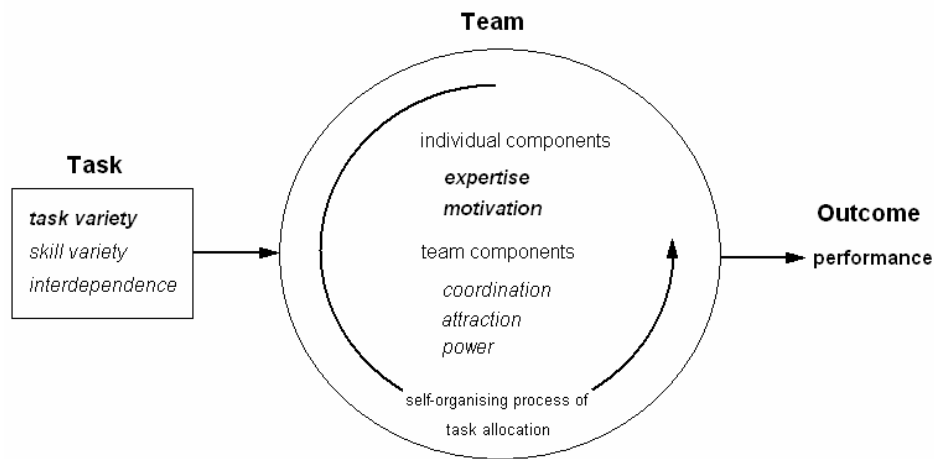 Team
individual components
expertise
motivation
team components
coordination
attraction
power
self-organising process of
task allocation
Task
task variety
skill variety
interdependence
Outcome
performance